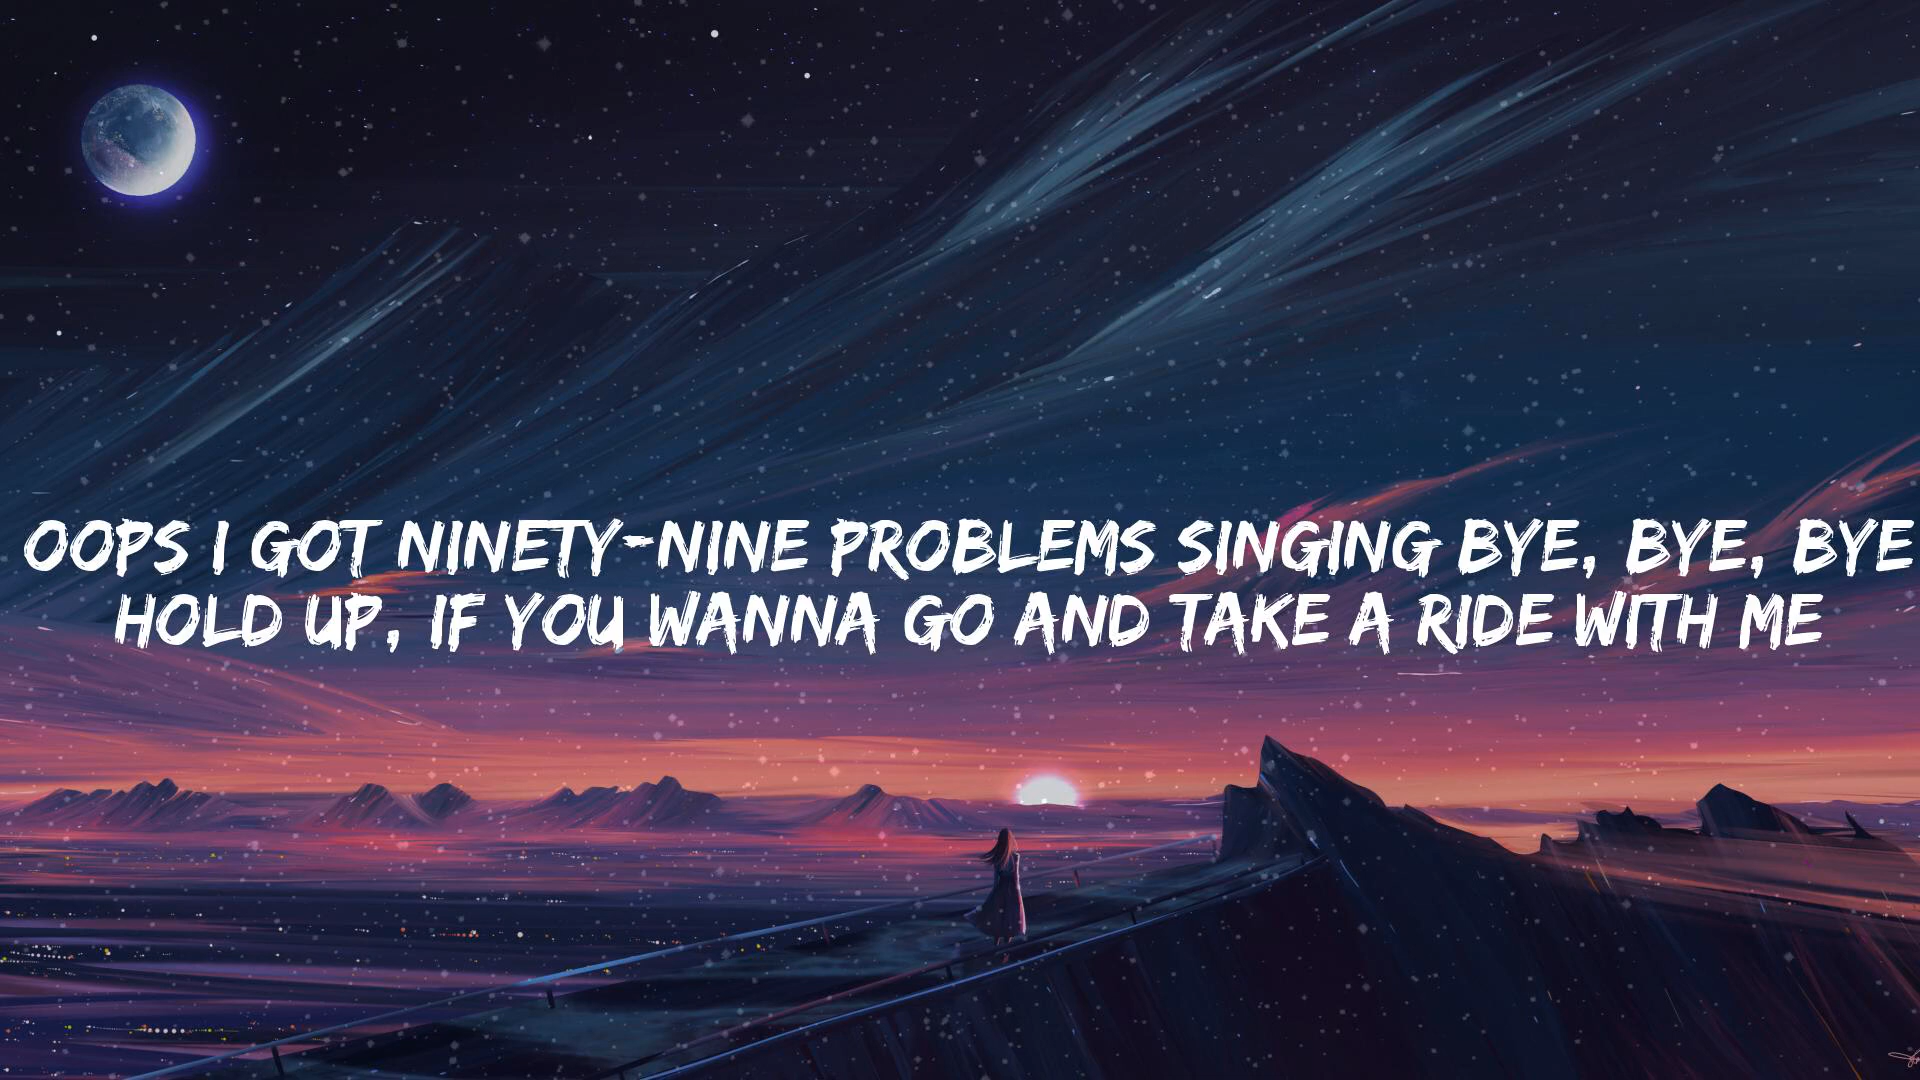 OOPS I GOT NINETY-NINE PROBLEMS SINGING BYE, BYE, BYE
HOLD UP, IF YOU WANNA GO AND TAKE A RIDE WITH ME